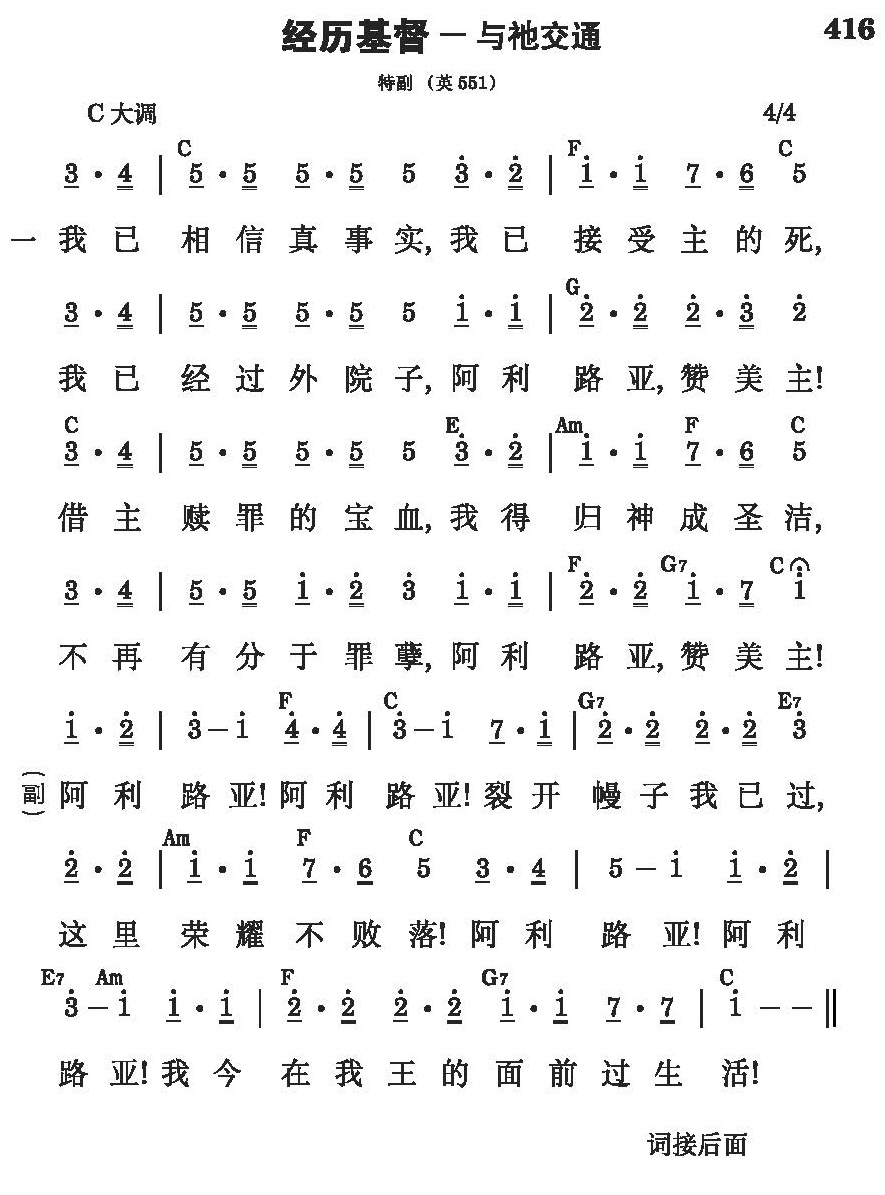 经历基督 — 与祂交通 416
特副 （英551）
C大调 4/4
C F C
3 · 4 | 5 · 5 5 · 5 5 3 · 2 | 1 · 1 7 · 6 5
一 我已 相信真事实, 我已 接受主的死,
G
3 · 4 | 5 · 5 5 · 5 5 1 · 1 | 2 · 2 2 · 3 2
我已 经过外院子, 阿利 路亚, 赞美主!
C E Am F C
3 · 4 | 5 · 5 5 · 5 5 3 · 2 | 1 · 1 7 · 6 5
借主 赎罪的宝血, 我得 归神成圣洁,
F G7 C
3 · 4 | 5 · 5 1 · 2 3 1 · 1 | 2 · 2 1 · 7 1
不再 有分于罪孽, 阿利 路亚, 赞美主!
F C G7 E7
1 · 2 | 3 – 1 4 · 4 | 3 – 1 7 · 1 | 2 · 2 2 · 2 3
(副) 阿利 路亚! 阿利 路亚! 裂开 幔子我已过,
Am F C
2 · 2 | 1 · 1 7 · 6 5 3 · 4 | 5 – 1 1 · 2 |
这里 荣耀不败落! 阿利 路亚! 阿利
E7 Am F G7 C
3 – 1 1 · 1 | 2 · 2 2 · 2 1 · 1 7 · 7 | 1 – – ‖
路亚! 我今 在我王的面前过生 活!
词接后面